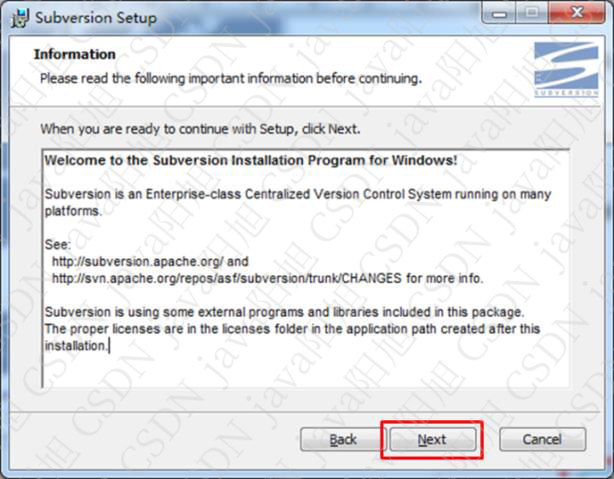 Subversion Setup
Information
Please read the following important information before continuing.
SUBVERSION
When you are ready to continue with Setup, click Next.
Welcome to the Subversion Installation Program for Windows!
Subversion is an Enterprise-class Centralized Version Control System running on many
platforms.
See:
http://subversion.apache.org/ and
http://svn.apache.org/repos/asf/subversion/trunk/CHANGES for more info.
Subversion is using some external programs and libraries included in this package.
The proper licenses are in the licenses folder in the application path created after this
installation.
Back
Next
Cancel
CSDN java阳旭